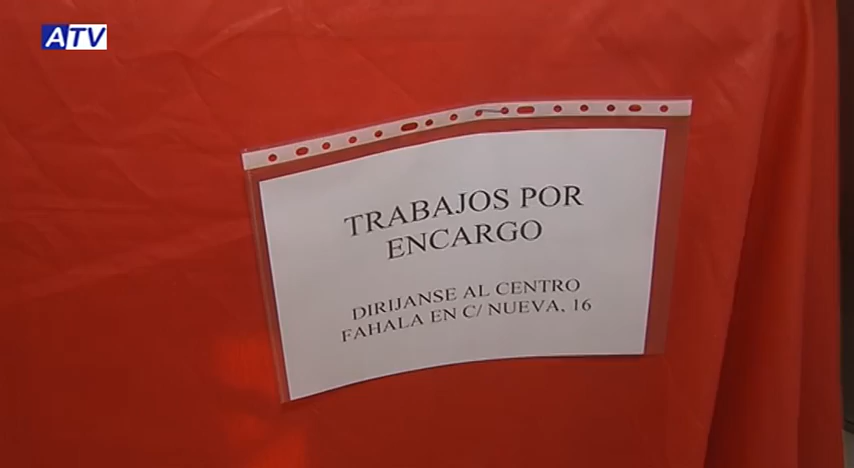 ATV
TRABAJOS POR
ENCARGO
DIRIJANSE AL CENTRO
FAHALA EN C/ NUEVA, 16